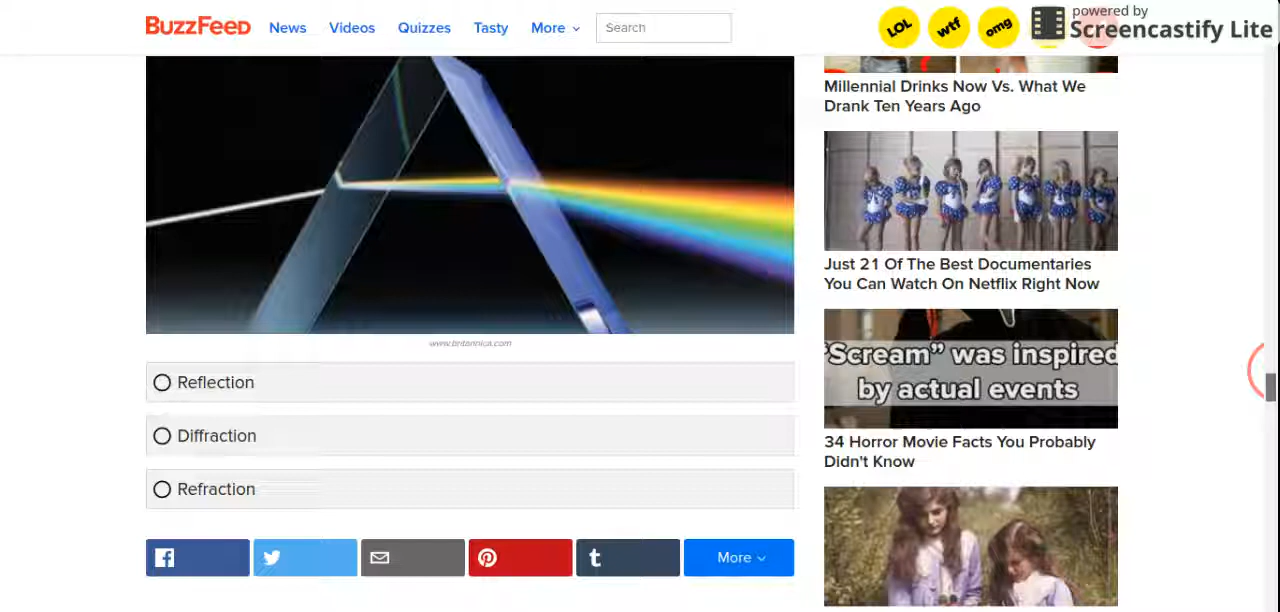 BuzzFeed News Videos Quizzes Tasty More Search LOL wtf omg
powered by
Screencastify Lite
Millennial Drinks Now Vs. What We
Drank Ten Years Ago
Just 21 Of The Best Documentaries
You Can Watch On Netflix Right Now
www.britannica.com
"Scream” was inspired
by actual events
Reflection
Diffraction
Refraction
34 Horror Movie Facts You Probably
Didn't Know
More